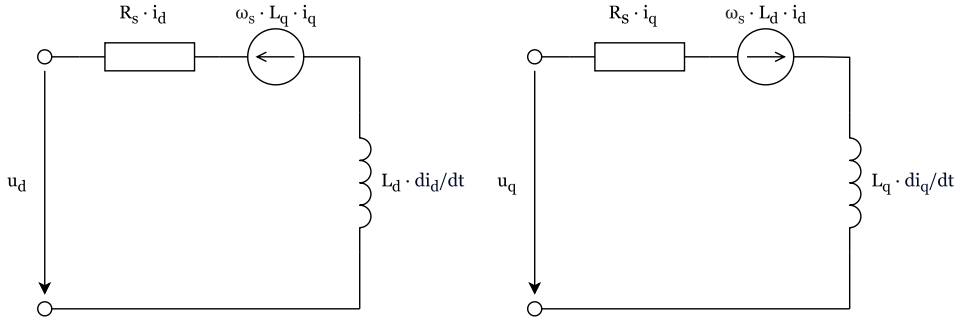 R_s · i_d
ω_s · L_q · i_q
u_d
L_d · di_d/dt
R_s · i_q
ω_s · L_d · i_d
u_q
L_q · di_q/dt